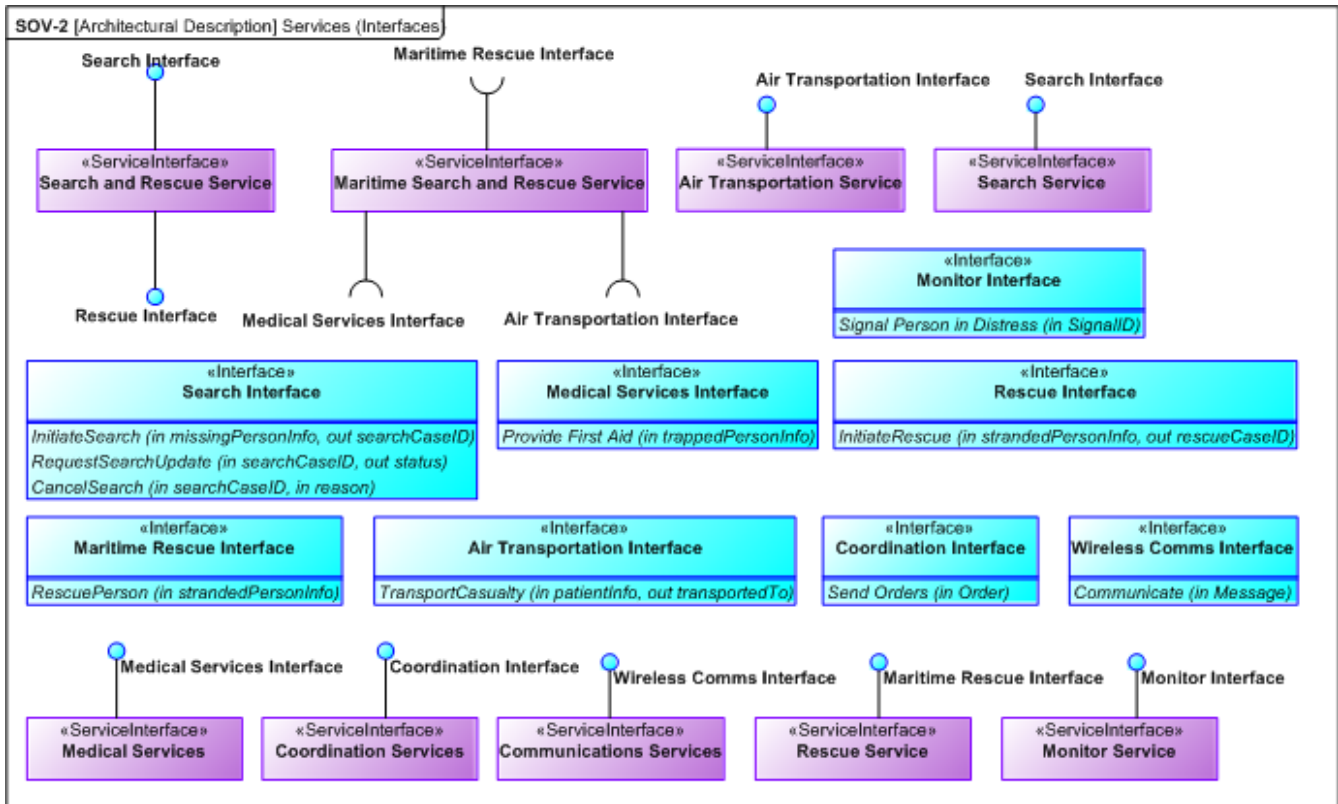 SOV-2 [Architectural Description] Services (Interfaces)
Search Interface
Maritime Rescue Interface
Air Transportation Interface
Search Interface
«ServiceInterface»
Search and Rescue Service
«ServiceInterface»
Maritime Search and Rescue Service
«ServiceInterface»
Air Transportation Service
«ServiceInterface»
Search Service
Rescue Interface
Medical Services Interface
Air Transportation Interface
«Interface»
Monitor Interface
Signal Person in Distress (in SignalID)
«Interface»
Search Interface
InitiateSearch (in missingPersonInfo, out searchCaseID)
RequestSearchUpdate (in searchCaseID, out status)
CancelSearch (in searchCaseID, in reason)
«Interface»
Medical Services Interface
Provide First Aid (in trappedPersonInfo)
«Interface»
Rescue Interface
InitiateRescue (in strandedPersonInfo, out rescueCaseID)
«Interface»
Maritime Rescue Interface
RescuePerson (in strandedPersonInfo)
«Interface»
Air Transportation Interface
TransportCasualty (in patientInfo, out transportedTo)
«Interface»
Coordination Interface
Send Orders (in Order)
«Interface»
Wireless Comms Interface
Communicate (in Message)
Medical Services Interface
Coordination Interface
Wireless Comms Interface
Maritime Rescue Interface
Monitor Interface
«ServiceInterface»
Medical Services
«ServiceInterface»
Coordination Services
«ServiceInterface»
Communications Services
«ServiceInterface»
Rescue Service
«ServiceInterface»
Monitor Service